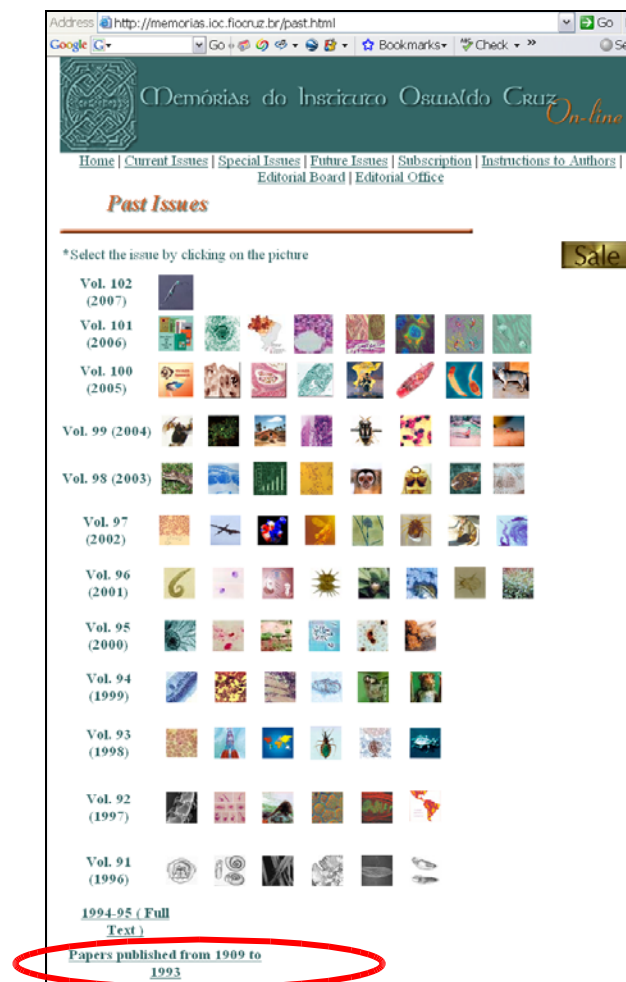 Address http://memorias.ioc.fiocruz.br/past.html Go
Google G Go Bookmarks Check »
Memórias do Instituto Oswaldo Cruz
On-line
Home | Current Issues | Special Issues | Future Issues | Subscription | Instructions to Authors |
Editorial Board | Editorial Office
Past Issues
*Select the issue by clicking on the picture
Sale
Vol. 102
(2007)
Vol. 101
(2006)
Vol. 100
(2005)
Vol. 99 (2004)
Vol. 98 (2003)
Vol. 97
(2002)
Vol. 96
(2001)
Vol. 95
(2000)
Vol. 94
(1999)
Vol. 93
(1998)
Vol. 92
(1997)
Vol. 91
(1996)
1994-95 ( Full
Text )
Papers published from 1909 to
1993